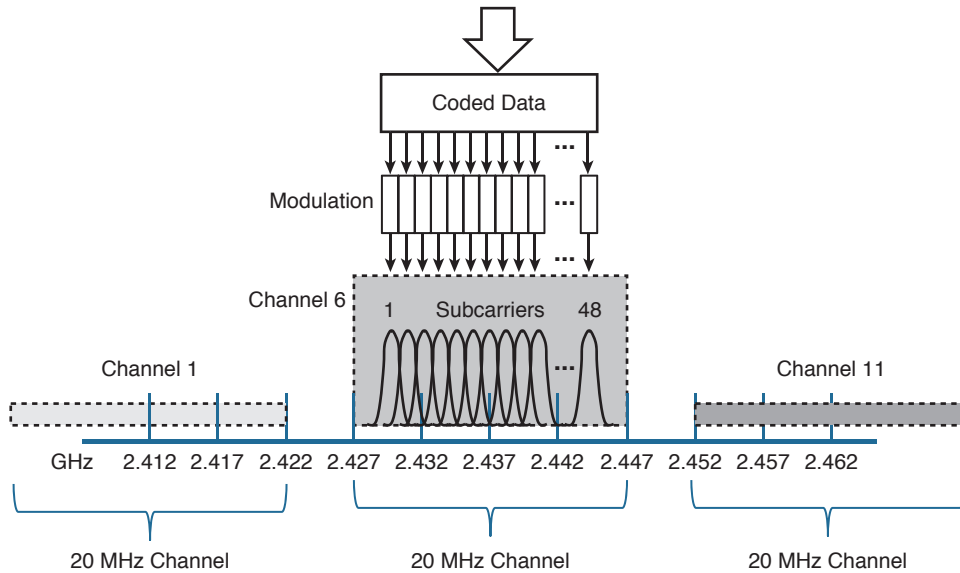 Coded Data
...
Modulation
...
...
Channel 6
1 Subcarriers 48
...
Channel 1
Channel 11
GHz 2.412 2.417 2.422 2.427 2.432 2.437 2.442 2.447 2.452 2.457 2.462
20 MHz Channel
20 MHz Channel
20 MHz Channel